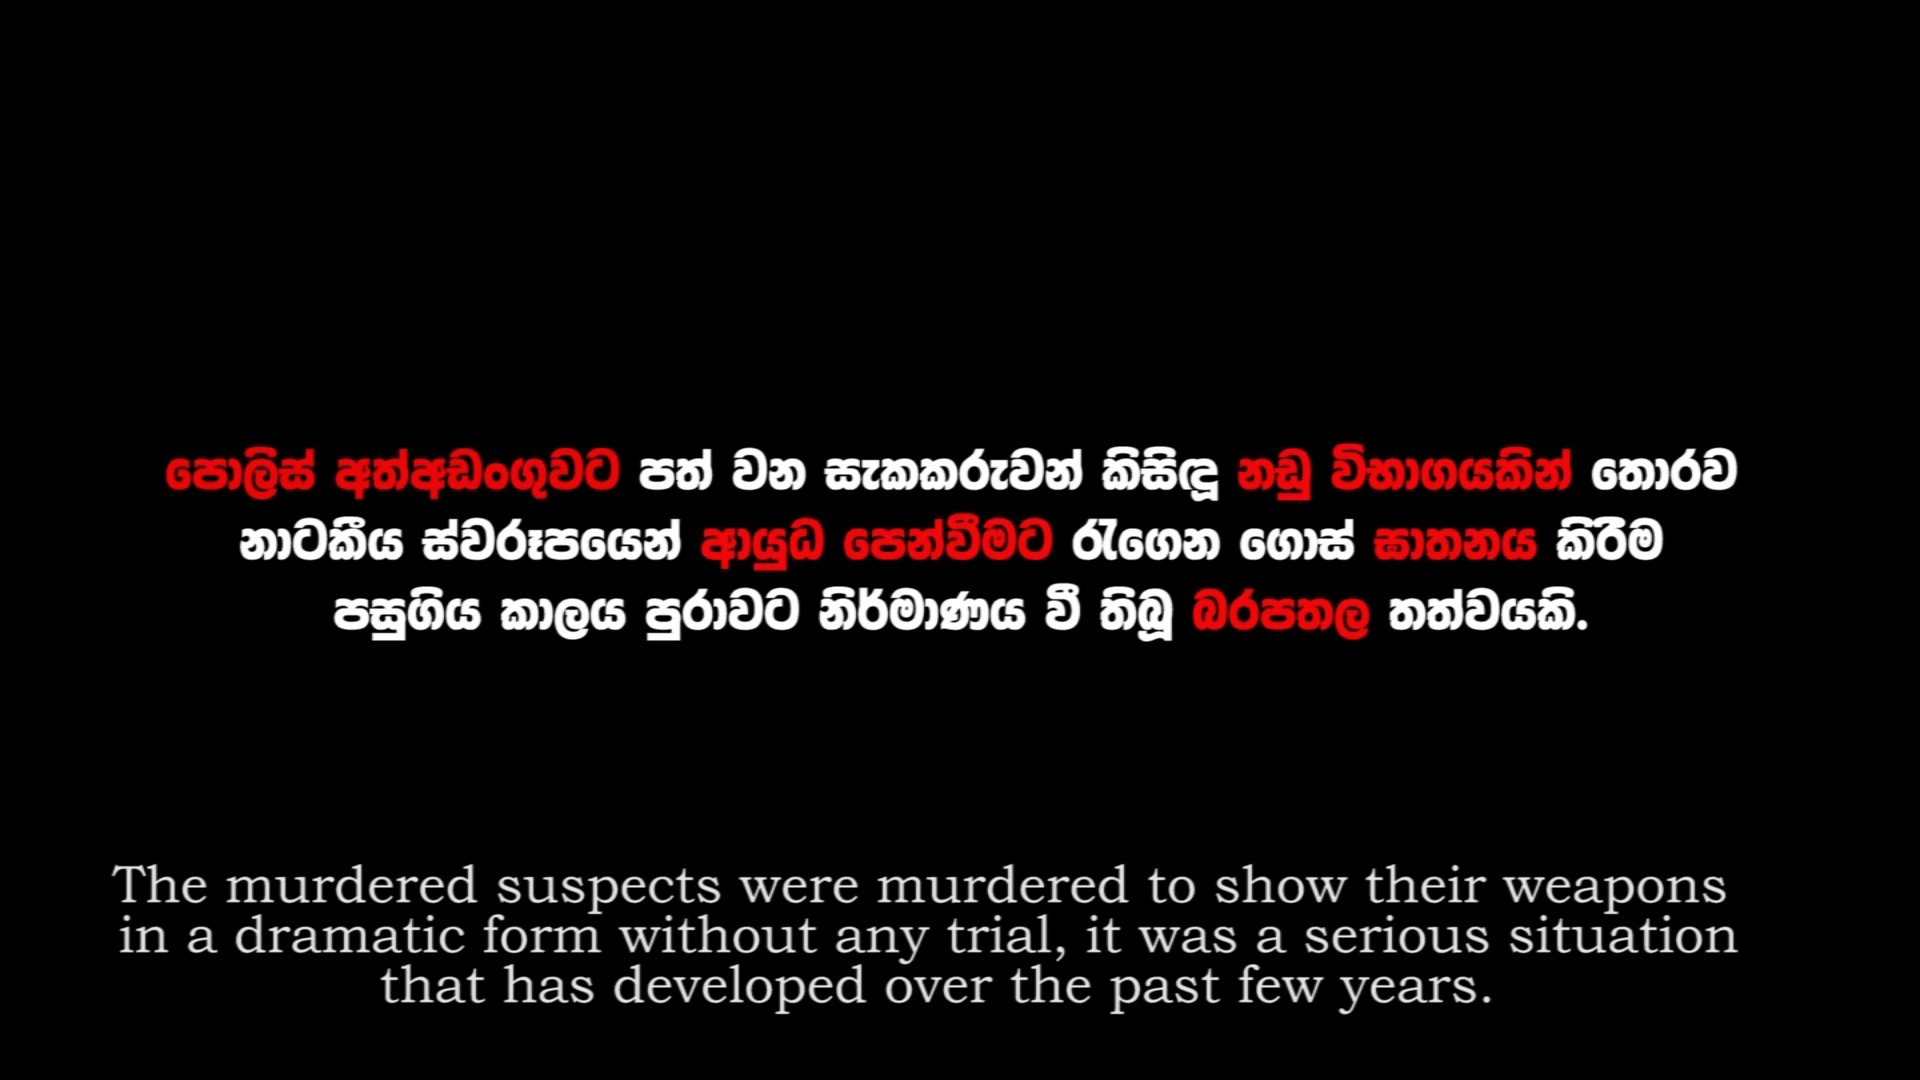 පොලිස් අත්අඩංගුවට පත් වන සැකකරුවන් කිසිඳූ නඩු විභාගයකින් තොරව
නාටකීය ස්වරූපයෙන් ආයුධ පෙන්වීමට රැගෙන ගොස් ඝාතනය කිරීම
පසුගිය කාලය පුරාවට නිර්මාණය වී තිබූ බරපතල තත්වයකි.
The murdered suspects were murdered to show their weapons
in a dramatic form without any trial, it was a serious situation
that has developed over the past few years.